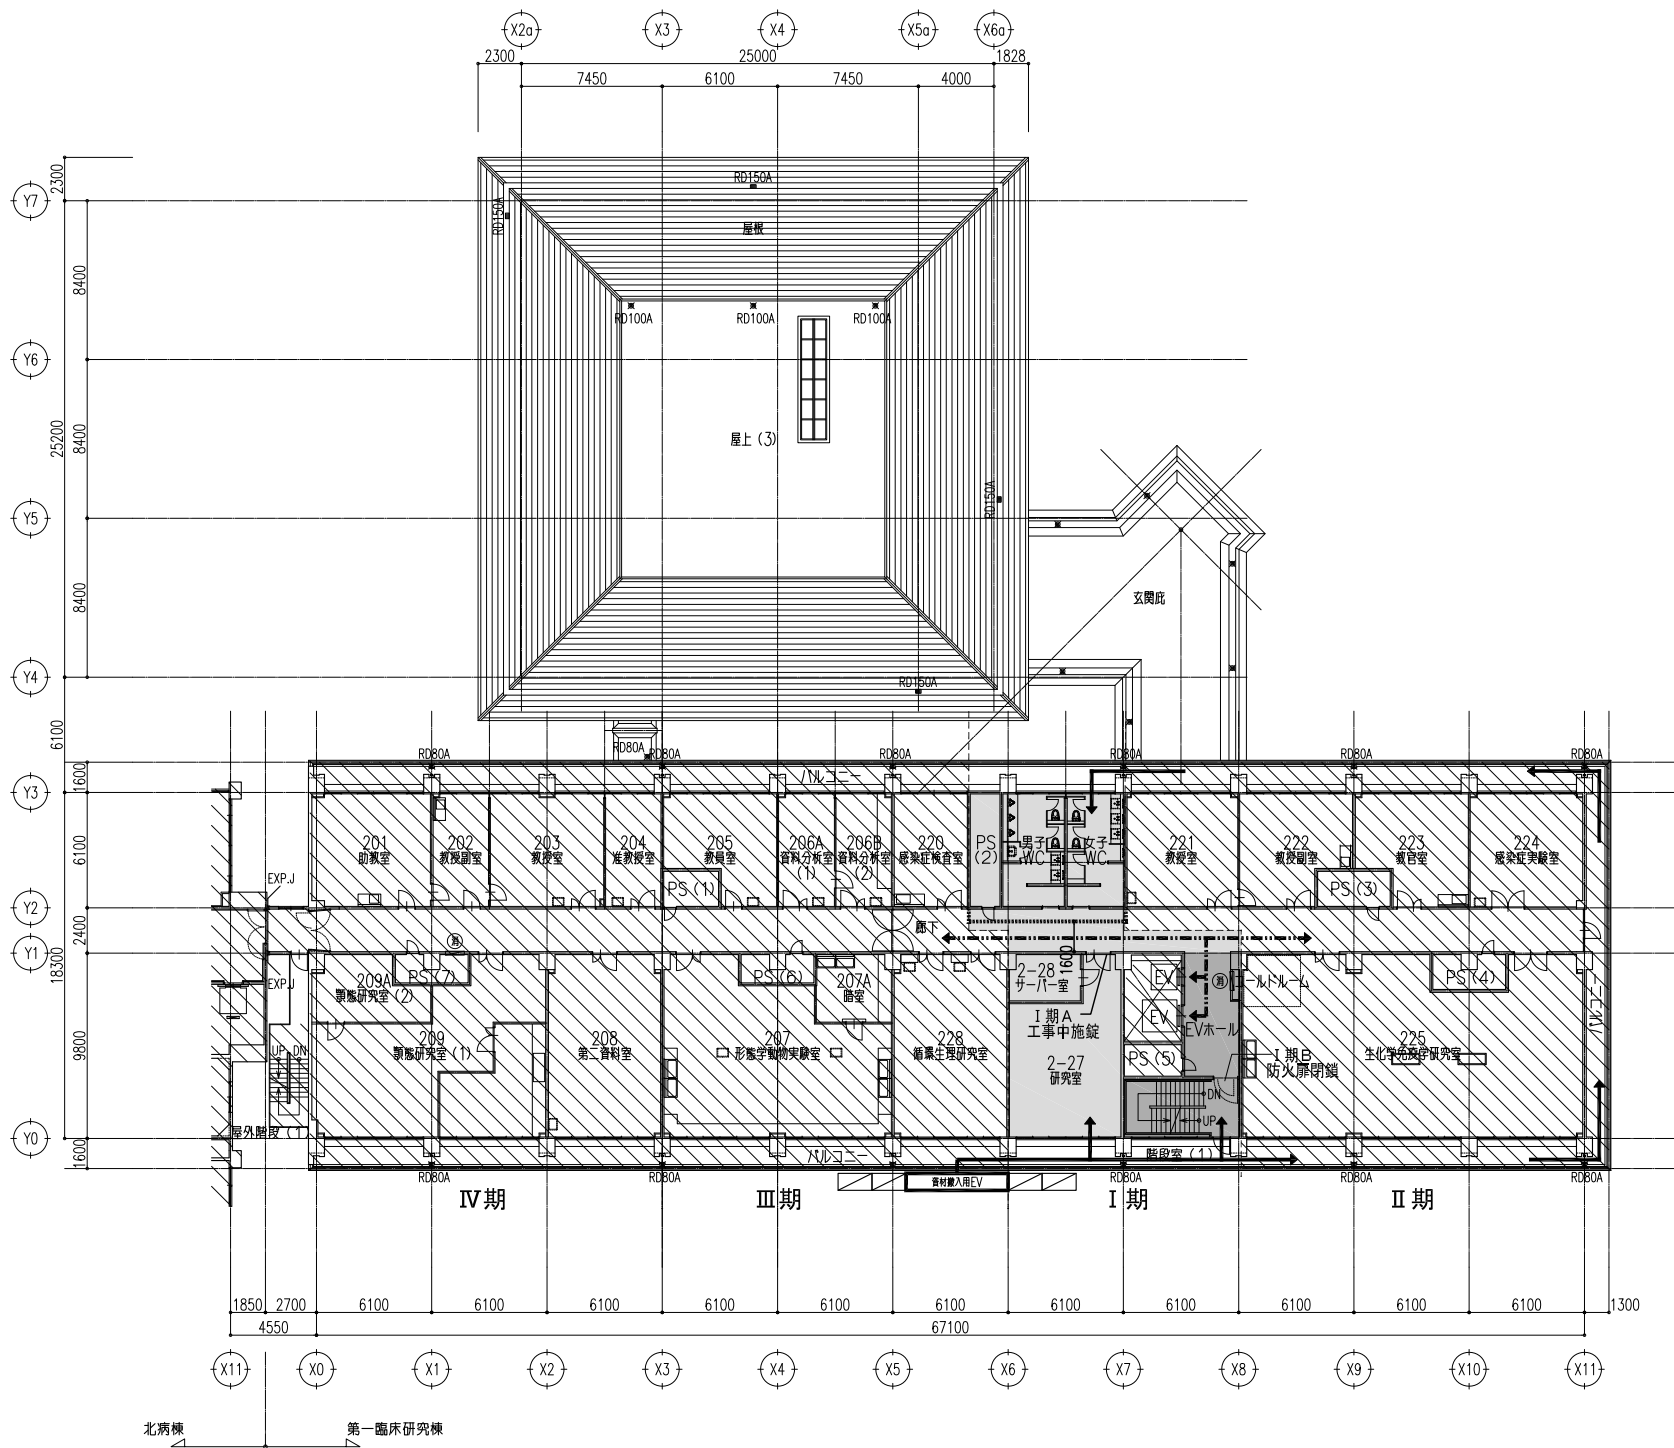 X2a
X3
X4
X5a
X6a
2300
25000
1828
7450
6100
7450
4000
2300
Y7
RD150A
RD150A
屋根
8400
RD100A
RD100A
RD100A
Y6
25200
8400
屋上（3）
RD150A
Y5
8400
玄関庇
Y4
RD150A
6100
RD80A
RD80A
RD80A
RD80A
RD80A
RD80A
RD80A
1600
バルコニー
Y3
6100
201
助教室
202
教授副室
203
教授室
204
准教授室
205
教員室
206A
資料分析室
（1）
206B
資料分析室
（2）
220
感染症検査室
PS
（2）
男子
WC
女子
WC
221
教授室
222
教授副室
223
教官室
224
感染症実験室
PS（1）
PS（3）
EXP.J
Y2
2400
廊下
Y1
18300
1600
EXP.J
209A
顎態研究室（2）
PS（7）
PS（6）
207A
暗室
2-28
サーバー室
EV
EV
消
消
コールドルーム
PS（4）
バルコニー
Ⅰ期A
工事中施錠
EVホール
9800
UP
DN
209
顎態研究室（1）
208
第二資料室
207
形態学動物実験室
228
循環生理研究室
2-27
研究室
PS（5）
Ⅰ期B
防火扉閉鎖
225
生化学免疫学研究室
DN
UP
屋外階段（1）
Y0
1600
バルコニー
階段室（1）
RD80A
RD80A
RD80A
RD80A
RD80A
資材搬入用EV
Ⅳ期
Ⅲ期
Ⅰ期
Ⅱ期
1850
2700
6100
6100
6100
6100
6100
6100
6100
6100
6100
6100
6100
1300
4550
67100
X11
X0
X1
X2
X3
X4
X5
X6
X7
X8
X9
X10
X11
北病棟
第一臨床研究棟